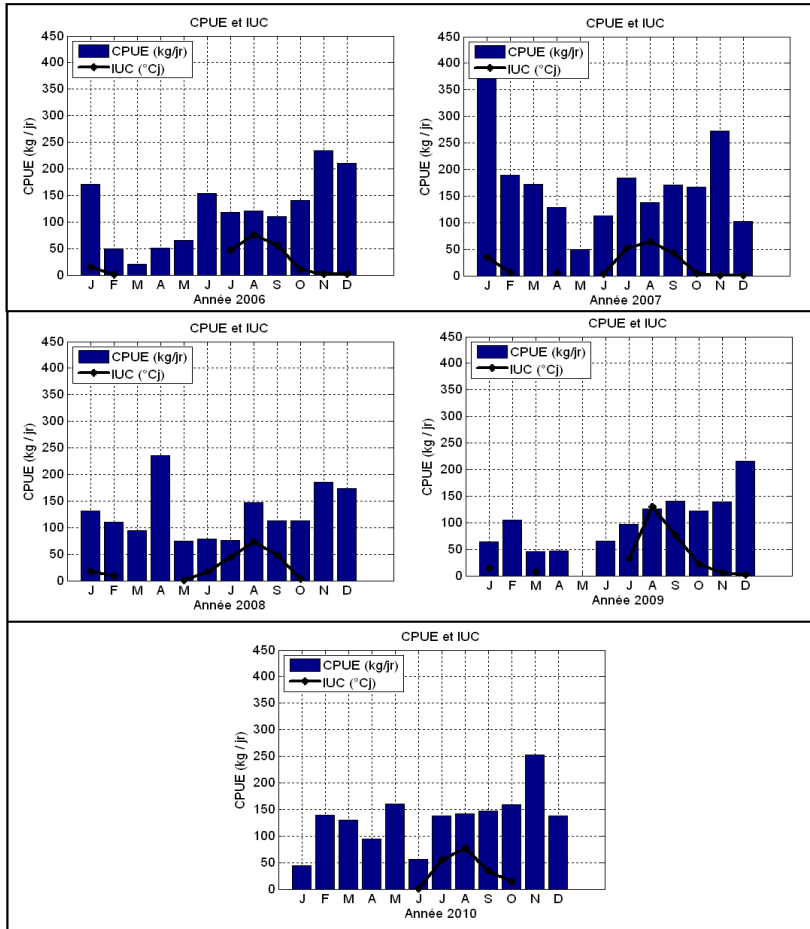 CPUE et IUC
450
400
350
300
250
200
150
100
50
0
CPUE (kg / jr)
CPUE (kg/jr)
IUC (°Cj)
J F M A M J J A S O N D
Année 2006
CPUE et IUC
450
400
350
300
250
200
150
100
50
0
CPUE (kg / jr)
CPUE (kg/jr)
IUC (°Cj)
J F M A M J J A S O N D
Année 2007
CPUE et IUC
450
400
350
300
250
200
150
100
50
0
CPUE (kg / jr)
CPUE (kg/jr)
IUC (°Cj)
J F M A M J J A S O N D
Année 2008
CPUE et IUC
450
400
350
300
250
200
150
100
50
0
CPUE (kg / jr)
CPUE (kg/jr)
IUC (°Cj)
J F M A M J J A S O N D
Année 2009
CPUE et IUC
450
400
350
300
250
200
150
100
50
0
CPUE (kg / jr)
CPUE (kg/jr)
IUC (°Cj)
J F M A M J J A S O N D
Année 2010